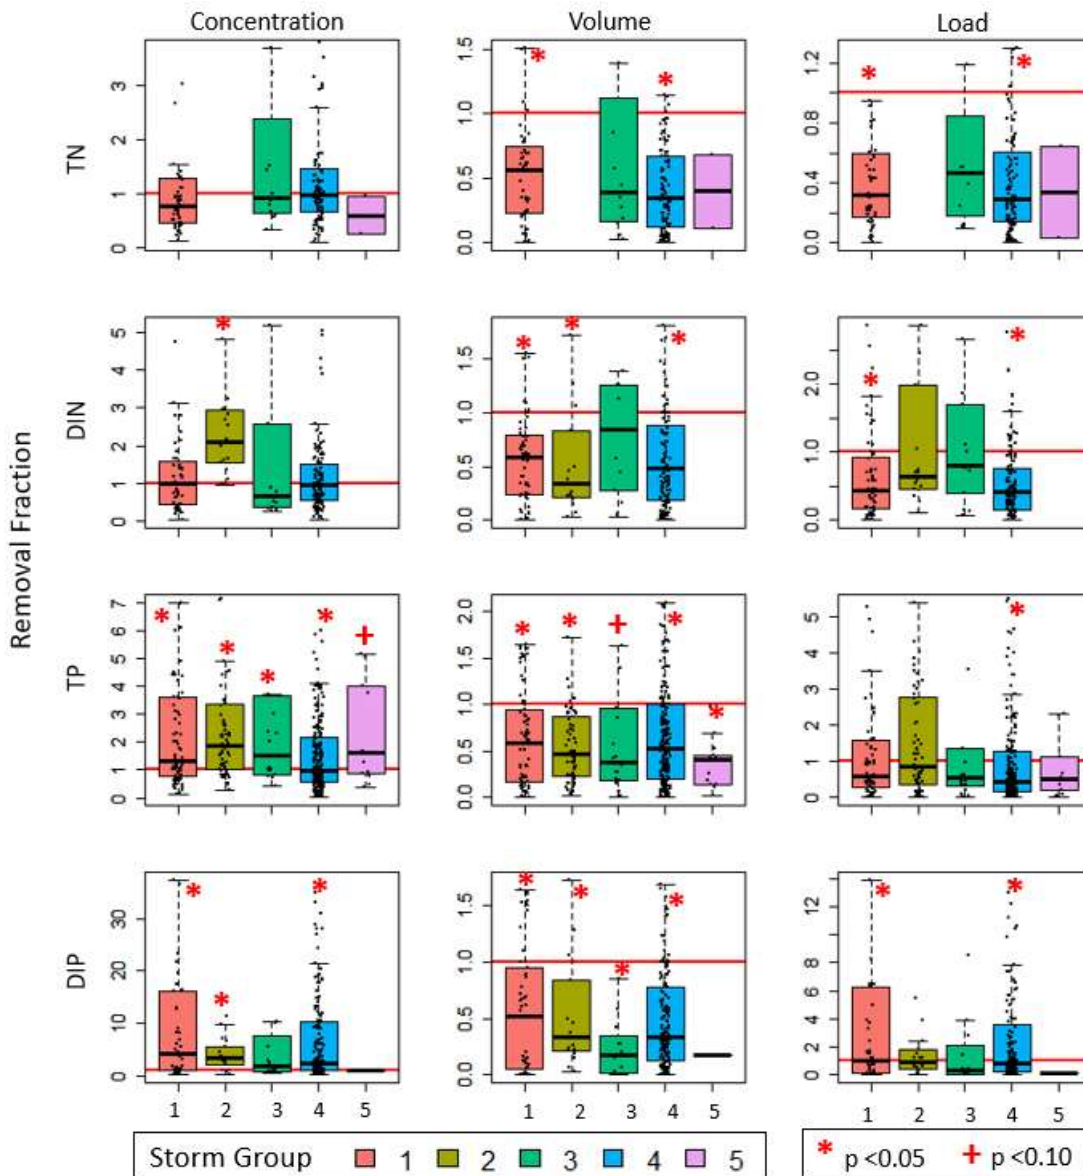 Concentration Volume Load
Removal Fraction
TN
0 1 2 3
0.0 0.5 1.0 1.5
0.0 0.4 0.8 1.2
DIN
0 1 2 3 4 5
0.0 0.5 1.0 1.5
0.0 1.0 2.0
TP
0 1 2 3 4 5 6 7
0.0 0.5 1.0 1.5 2.0
0 1 2 3 4 5
DIP
0 10 20 30
0.0 0.5 1.0 1.5
0 2 4 6 8 10 12
1 2 3 4 5 1 2 3 4 5 1 2 3 4 5
Storm Group 1 2 3 4 5 * p <0.05 + p <0.10